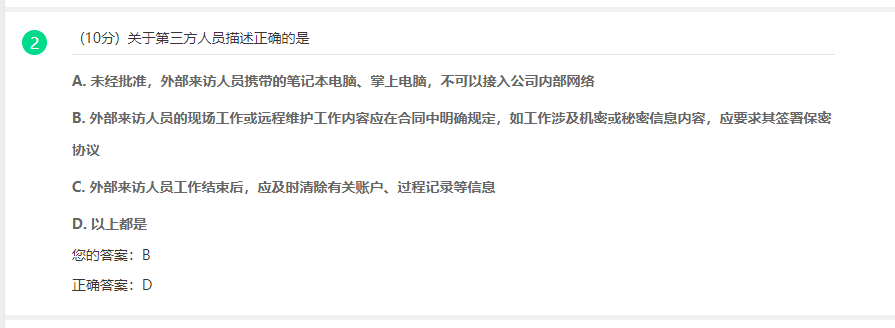 2
（10分）关于第三方人员描述正确的是
A. 未经批准，外部来访人员携带的笔记本电脑、掌上电脑，不可以接入公司内部网络
B. 外部来访人员的现场工作或远程维护工作内容应在合同中明确规定，如工作涉及机密或秘密信息内容，应要求其签署保密
协议
C. 外部来访人员工作结束后，应及时清除有关账户、过程记录等信息
D. 以上都是
您的答案：B
正确答案：D